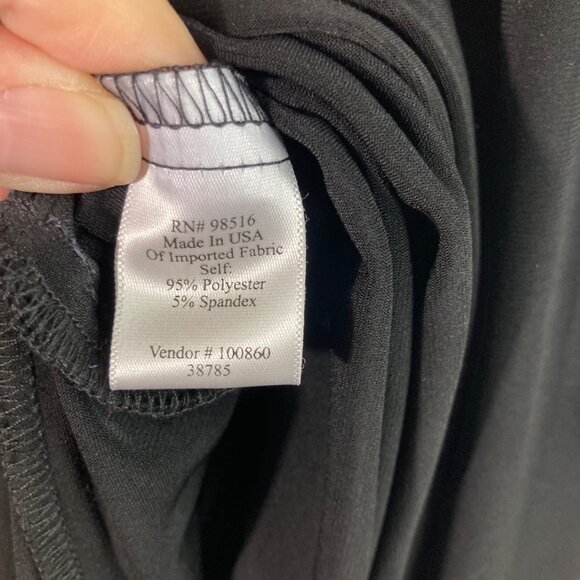 RN# 98516
Made In USA
Of Imported Fabric
Self:
95% Polyester
5% Spandex
Vendor # 100860
38785